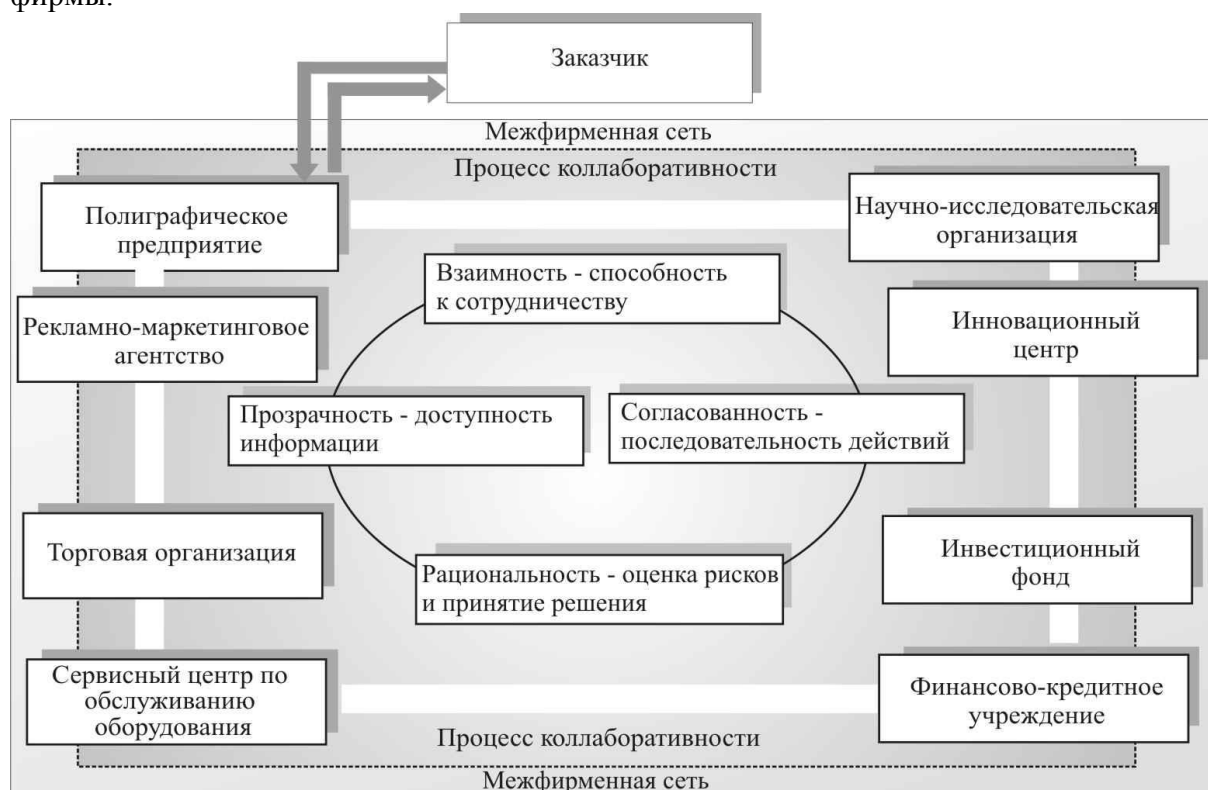 фирмы.
Заказчик
Межфирменная сеть
Процесс коллаборативности
Полиграфическое
предприятие
Научно-исследовательская
организация
Взаимность - способность
к сотрудничеству
Рекламно-маркетинговое
агентство
Инновационный
центр
Прозрачность - доступность
информации
Согласованность -
последовательность действий
Торговая организация
Инвестиционный
фонд
Рациональность - оценка рисков
и принятие решения
Сервисный центр по
обслуживанию
оборудования
Финансово-кредитное
учреждение
Процесс коллаборативности
Межфирменная сеть